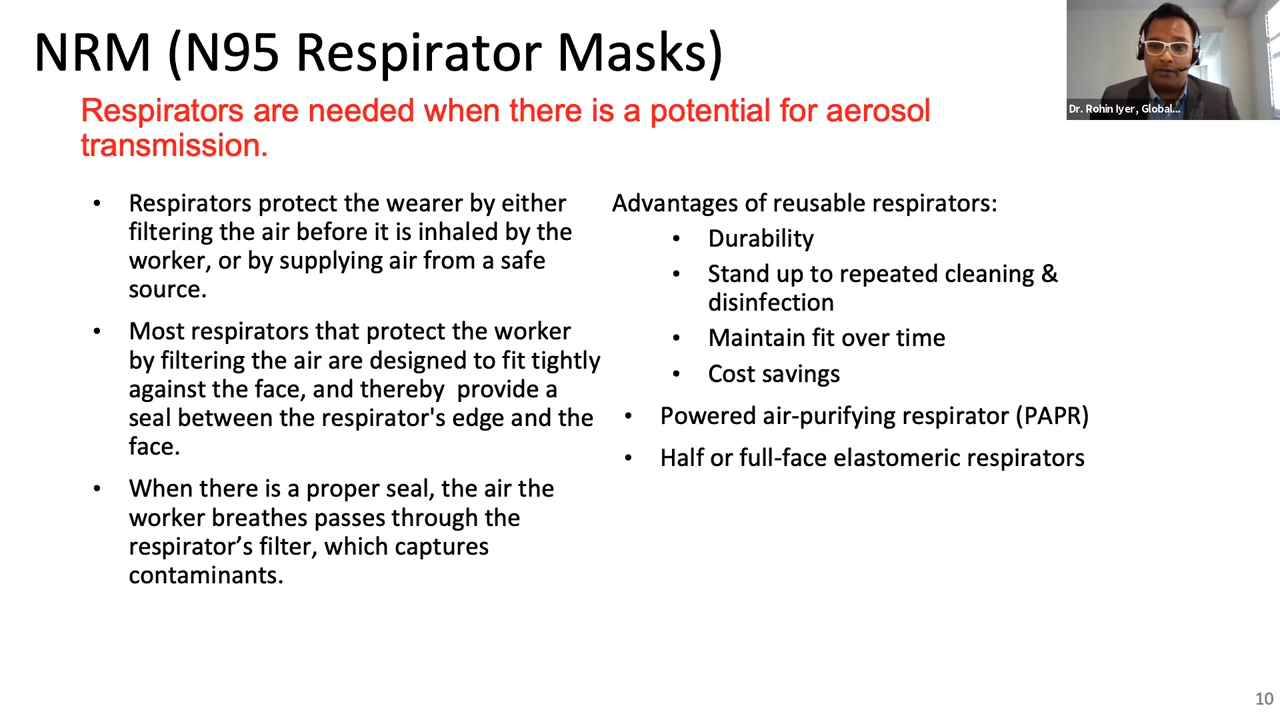 NRM (N95 Respirator Masks)
Respirators are needed when there is a potential for aerosol
transmission.
Dr. Rohin Iyer, Global...
• Respirators protect the wearer by either
filtering the air before it is inhaled by the
worker, or by supplying air from a safe
source.
• Most respirators that protect the worker
by filtering the air are designed to fit tightly
against the face, and thereby  provide a
seal between the respirator's edge and the
face.
• When there is a proper seal, the air the
worker breathes passes through the
respirator’s filter, which captures
contaminants.
Advantages of reusable respirators:
• Durability
• Stand up to repeated cleaning &
disinfection
• Maintain fit over time
• Cost savings
• Powered air-purifying respirator (PAPR)
• Half or full-face elastomeric respirators
10